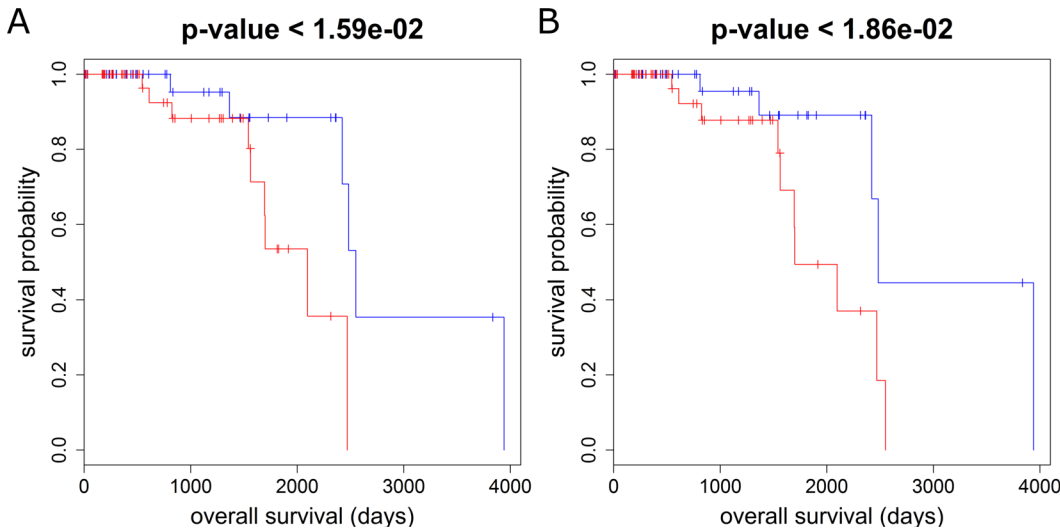 A
p-value < 1.59e-02
survival probability
1.0
0.8
0.6
0.4
0.2
0.0
0 1000 2000 3000 4000
overall survival (days)
B
p-value < 1.86e-02
survival probability
1.0
0.8
0.6
0.4
0.2
0.0
0 1000 2000 3000 4000
overall survival (days)